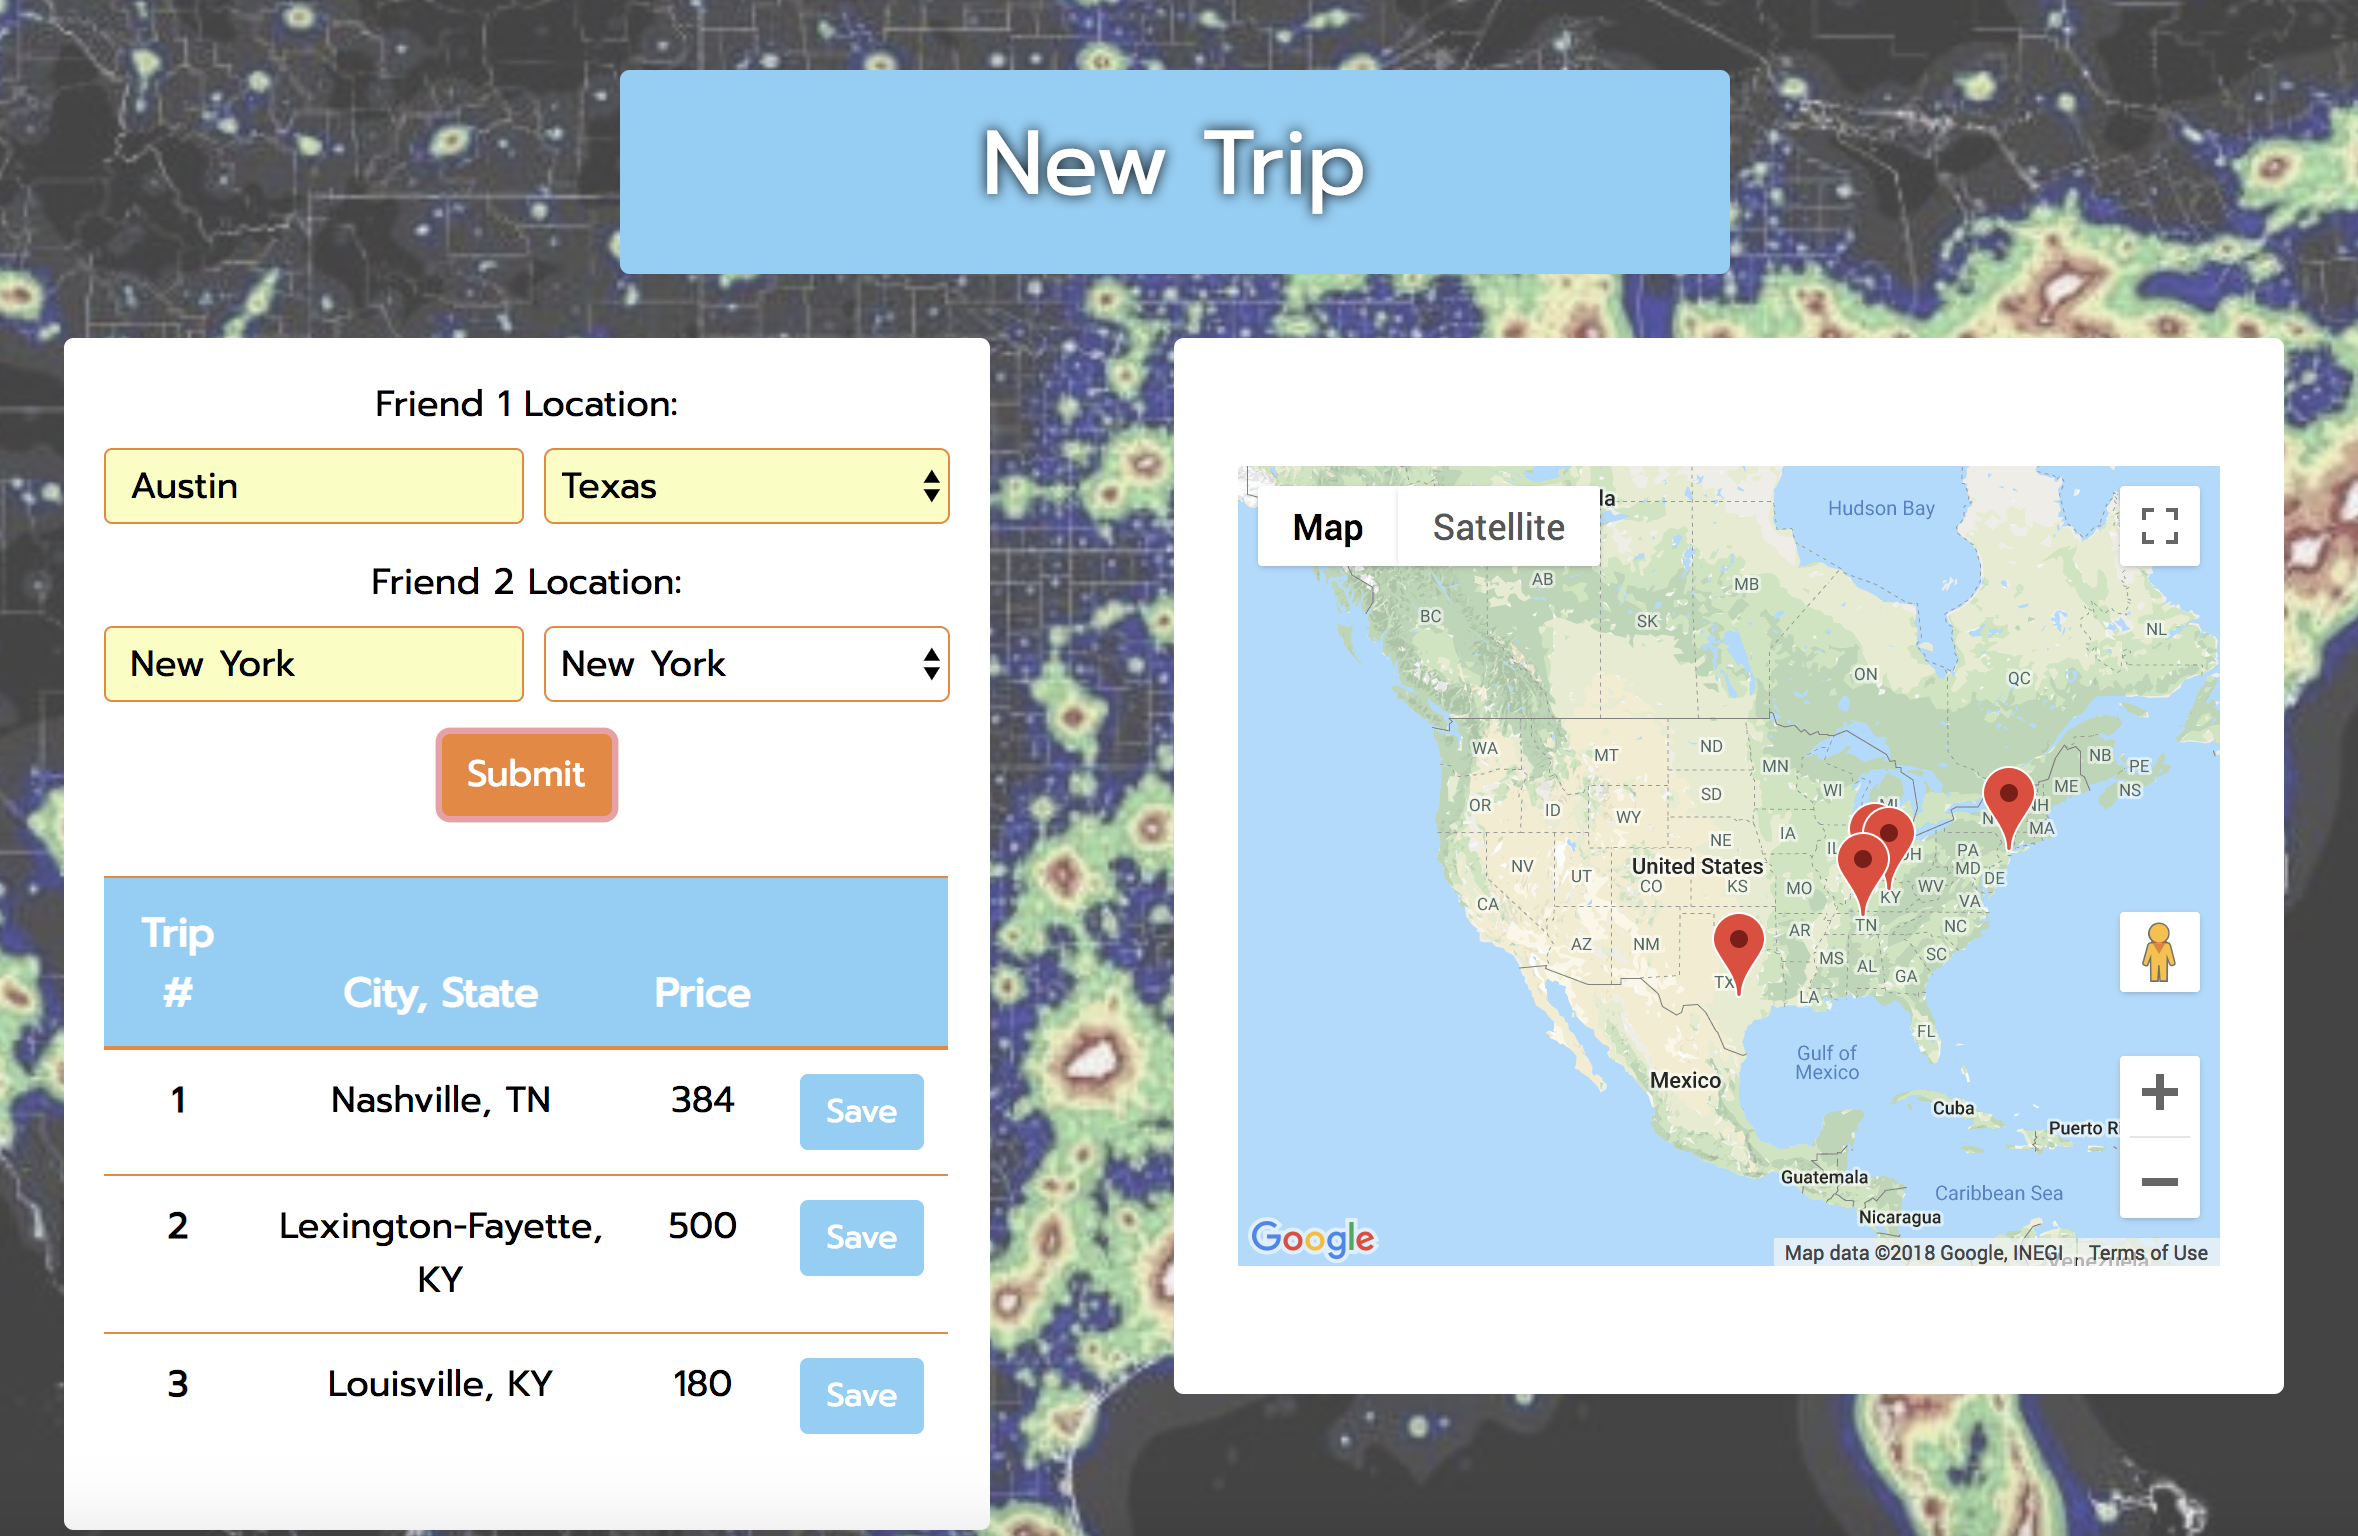 New Trip
Friend 1 Location:
Austin
Texas
Friend 2 Location:
New York
New York
Submit
Trip
#
City, State
Price
1
Nashville, TN
384
Save
2
Lexington-Fayette,
KY
500
Save
3
Louisville, KY
180
Save
Map
Satellite
la
Hudson Bay
AB
MB
BC
SK
NL
ON
QC
WA
MT
ND
MN
NB
PE
OR
ID
WY
SD
WI
MI
ME
NS
NH
MA
NV
UT
United States
CO
NE
KS
IA
MO
PA
MD
DE
WV
VA
KY
CA
AZ
NM
AR
TN
NC
SC
TX
MS
AL
GA
LA
FL
Gulf of
Mexico
Mexico
Cuba
Puerto R
Guatemala
Caribbean Sea
Nicaragua
Google
Map data ©2018 Google, INEGI
Terms of Use
Venezuela